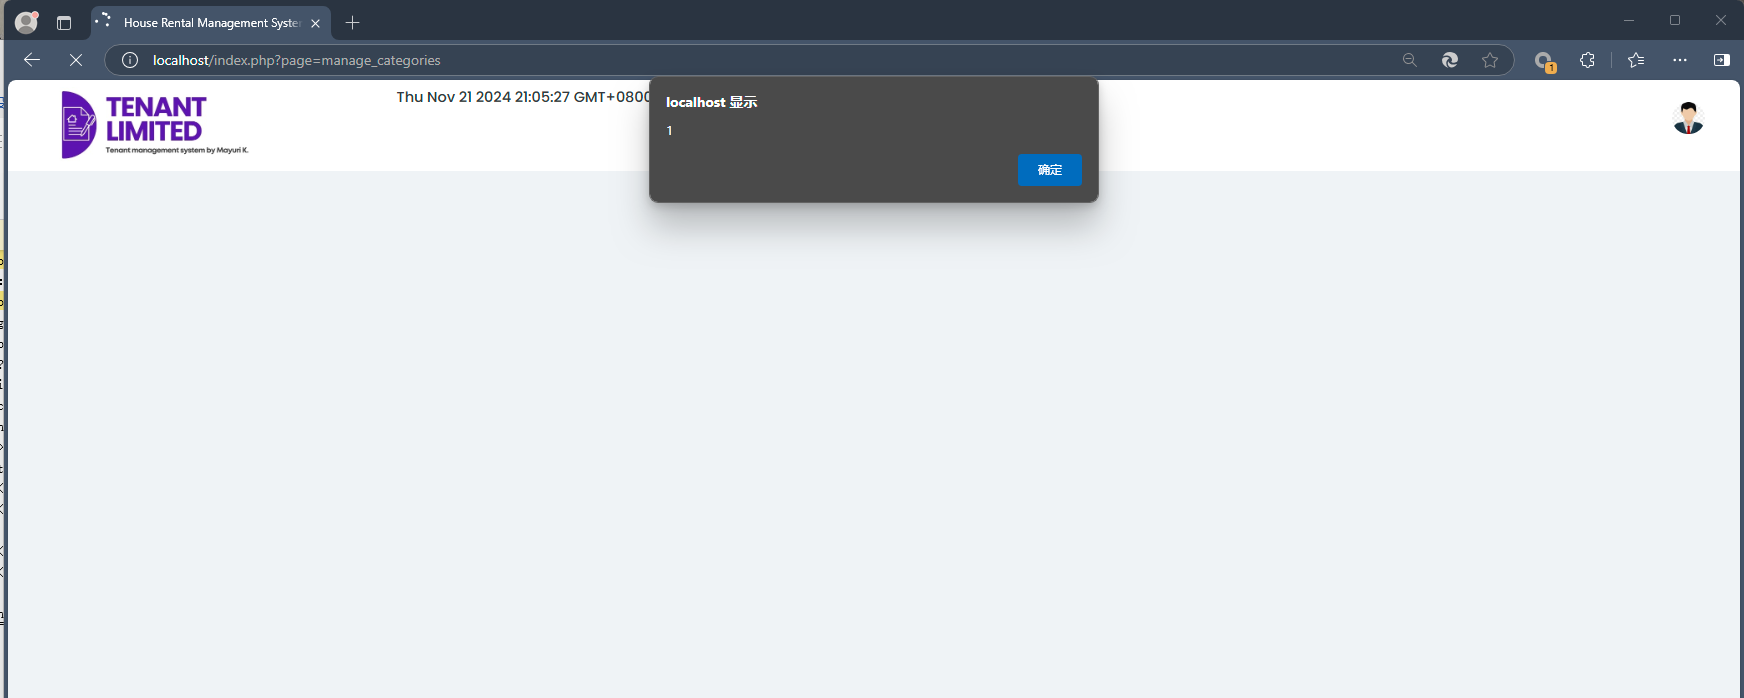 House Rental Management Syste
localhost/index.php?page=manage_categories
1
TENANT
LIMITED
Tenant management system by Mayuri K.
Thu Nov 21 2024 21:05:27 GMT+0800
localhost 显示
1
确定